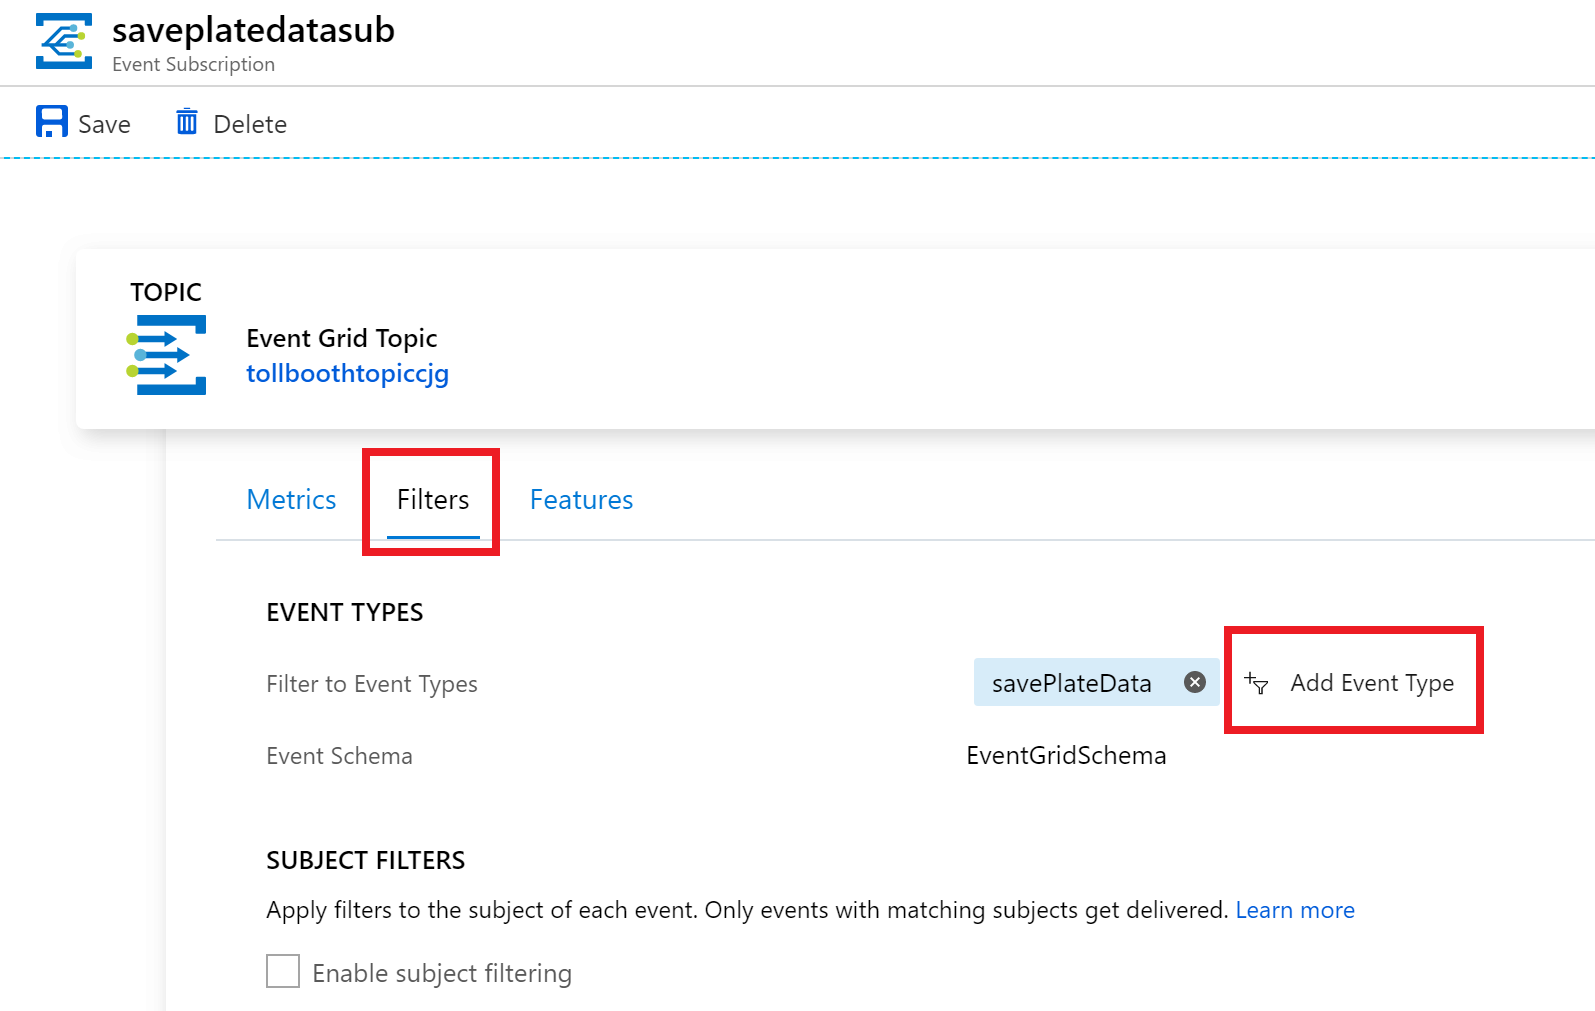 saveplatedatasub
Event Subscription
Save Delete
TOPIC
Event Grid Topic
tollboothtopiccjg
Metrics Filters Features
EVENT TYPES
Filter to Event Types savePlateData Add Event Type
Event Schema EventGridSchema
SUBJECT FILTERS
Apply filters to the subject of each event. Only events with matching subjects get delivered. Learn more
Enable subject filtering